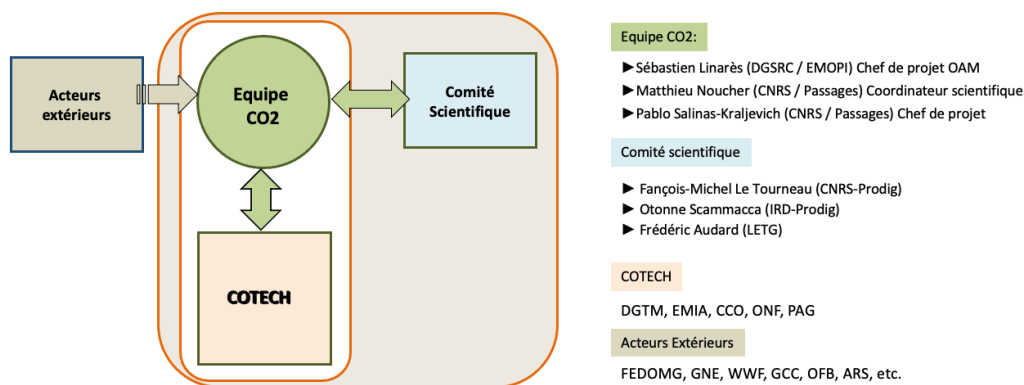 Acteurs
extérieurs
Equipe
CO2
Comité
Scientifique
COTECH
Equipe CO2:
►Sébastien Linarès (DGSRC / EMOPI) Chef de projet OAM
►Matthieu Noucher (CNRS / Passages) Coordinateur scientifique
►Pablo Salinas-Kraljevich (CNRS / Passages) Chef de projet
Comité scientifique
► Fançois-Michel Le Tourneau (CNRS-Prodig)
► Otonne Scammacca (IRD-Prodig)
► Frédéric Audard (LETG)
COTECH
DGTM, EMIA, CCO, ONF, PAG
Acteurs Extérieurs
FEDOMG, GNE, WWF, GCC, OFB, ARS, etc.